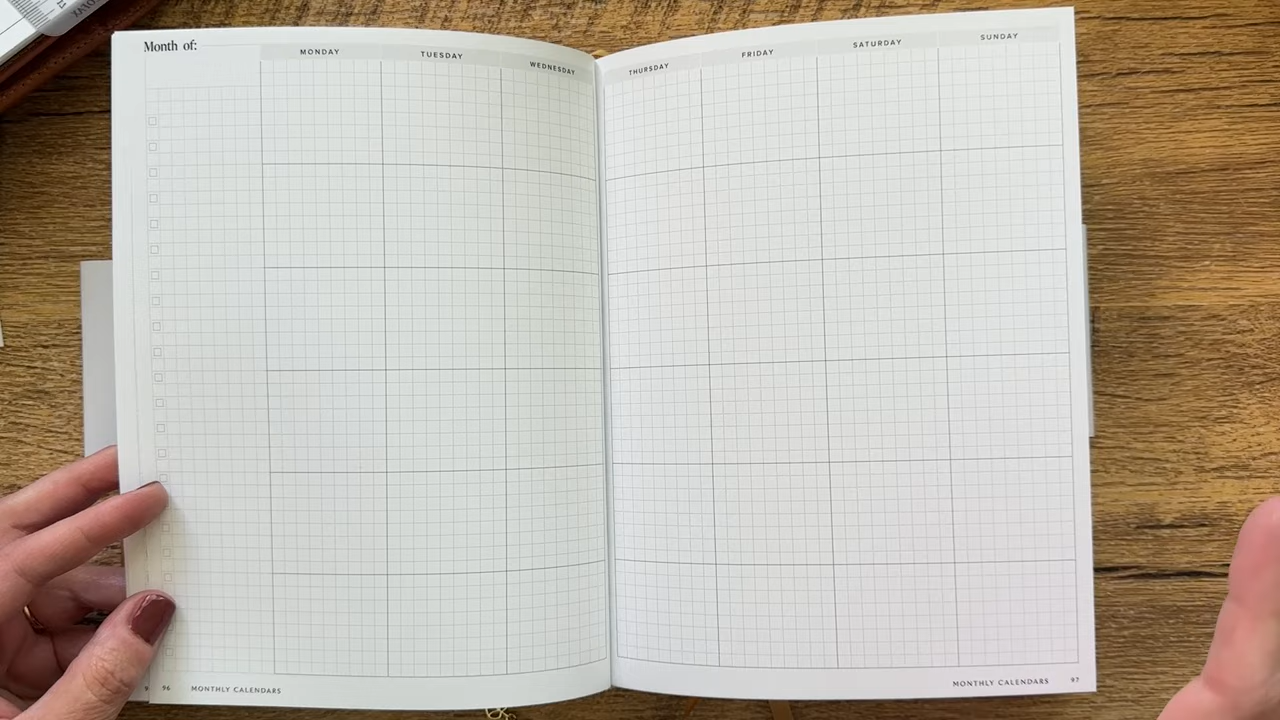 Month of:
MONDAY TUESDAY WEDNESDAY THURSDAY FRIDAY SATURDAY SUNDAY
96 MONTHLY CALENDARS
MONTHLY CALENDARS 97